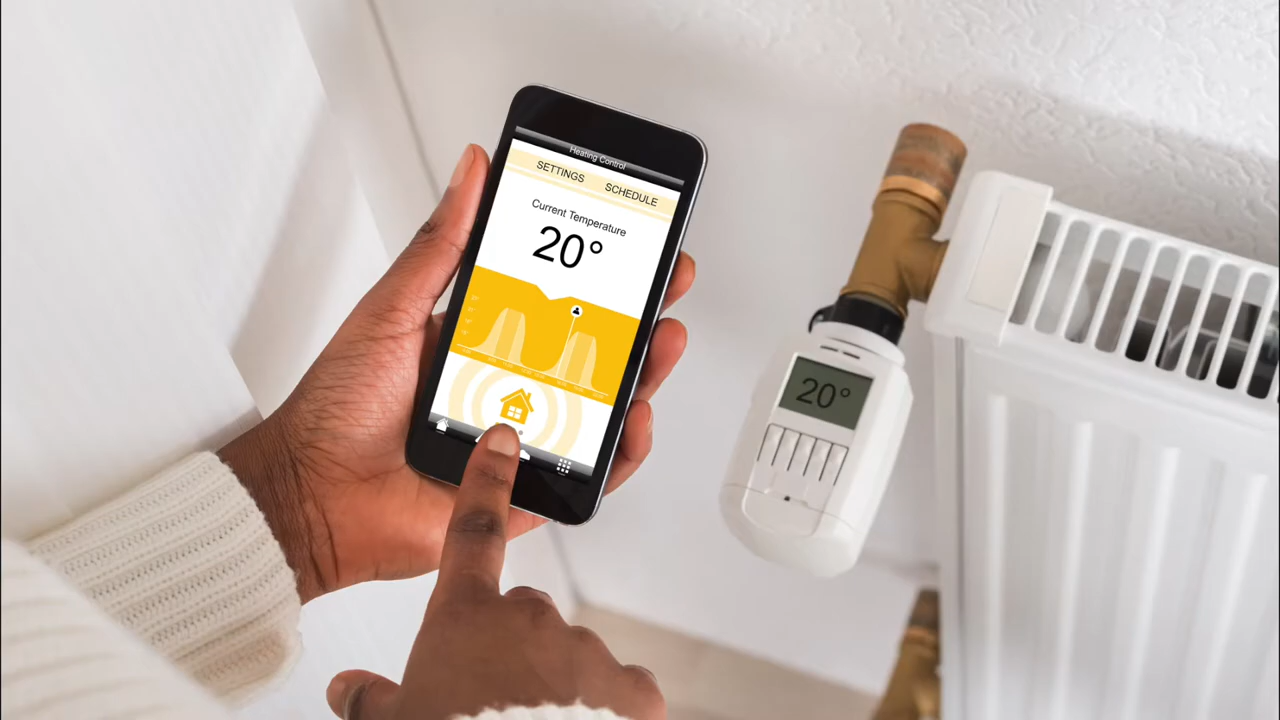 Heating Control
SETTINGS SCHEDULE
Current Temperature
20°
20°